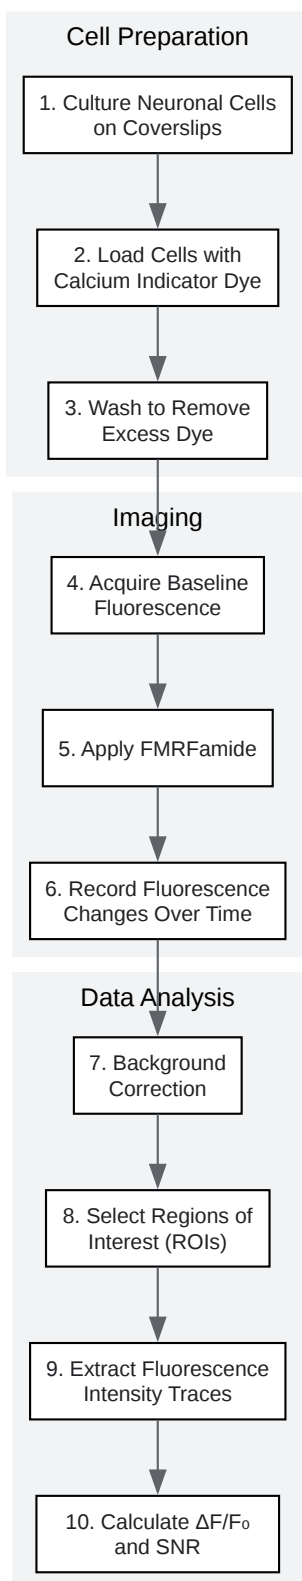 Cell Preparation
1. Culture Neuronal Cells
on Coverslips
2. Load Cells with
Calcium Indicator Dye
3. Wash to Remove
Excess Dye
Imaging
4. Acquire Baseline
Fluorescence
5. Apply FMRFamide
6. Record Fluorescence
Changes Over Time
Data Analysis
7. Background
Correction
8. Select Regions of
Interest (ROIs)
9. Extract Fluorescence
Intensity Traces
10. Calculate ΔF/F₀
and SNR